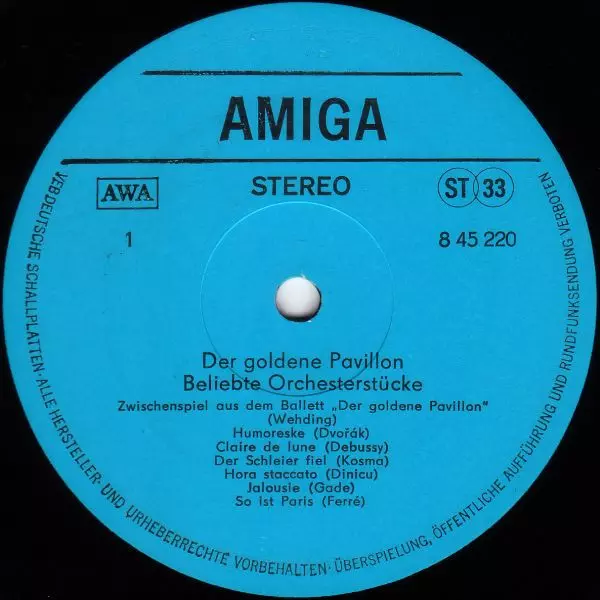 AMIGA
AWA
STEREO
ST 33
1
8 45 220
Der goldene Pavillon
Beliebte Orchesterstücke
Zwischenspiel aus dem Ballett „Der goldene Pavillon“
(Wehding)
Humoreske (Dvořák)
Claire de lune (Debussy)
Der Schleier fiel (Kosma)
Hora staccato (Dinicu)
Jalousie (Gade)
So ist Paris (Ferré)
VEB DEUTSCHE SCHALLPLATTEN · ALLE HERSTELLER- UND URHEBERRECHTE VORBEHALTEN · ÜBERSPIELUNG, ÖFFENTLICHE AUFFÜHRUNG UND RUNDFUNKSENDUNG VERBOTEN